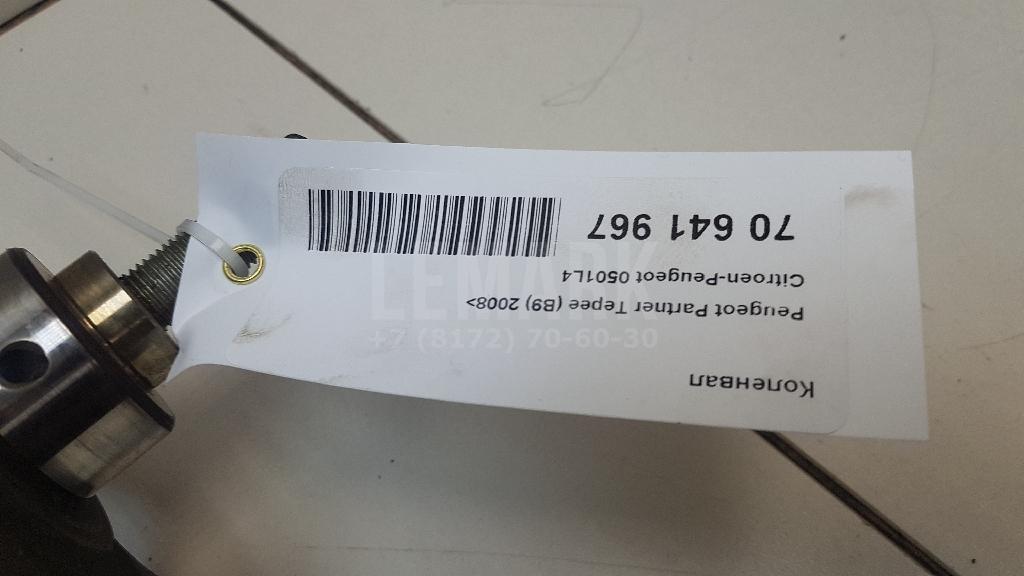 Коленвал
Peugeot Partner Tepee (B9) 2008>
Citroen-Peugeot 0501L4
70 641 967
LEMARK
+7 (8172) 70-60-30